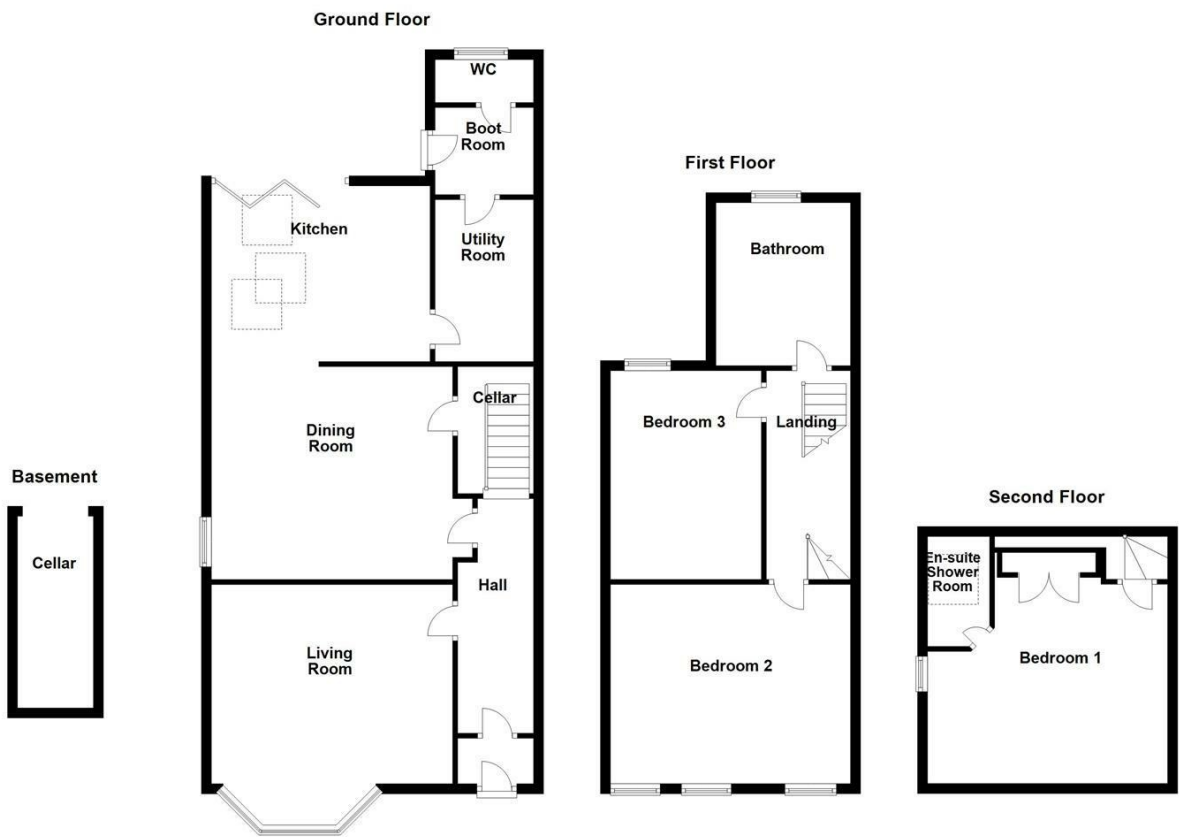 Ground Floor
WC
Boot
Room
Kitchen
Utility
Room
Cellar
Dining
Room
Hall
Living
Room
Basement
Cellar
First Floor
Bathroom
Bedroom 3
Landing
Bedroom 2
Second Floor
En-suite
Shower
Room
Bedroom 1